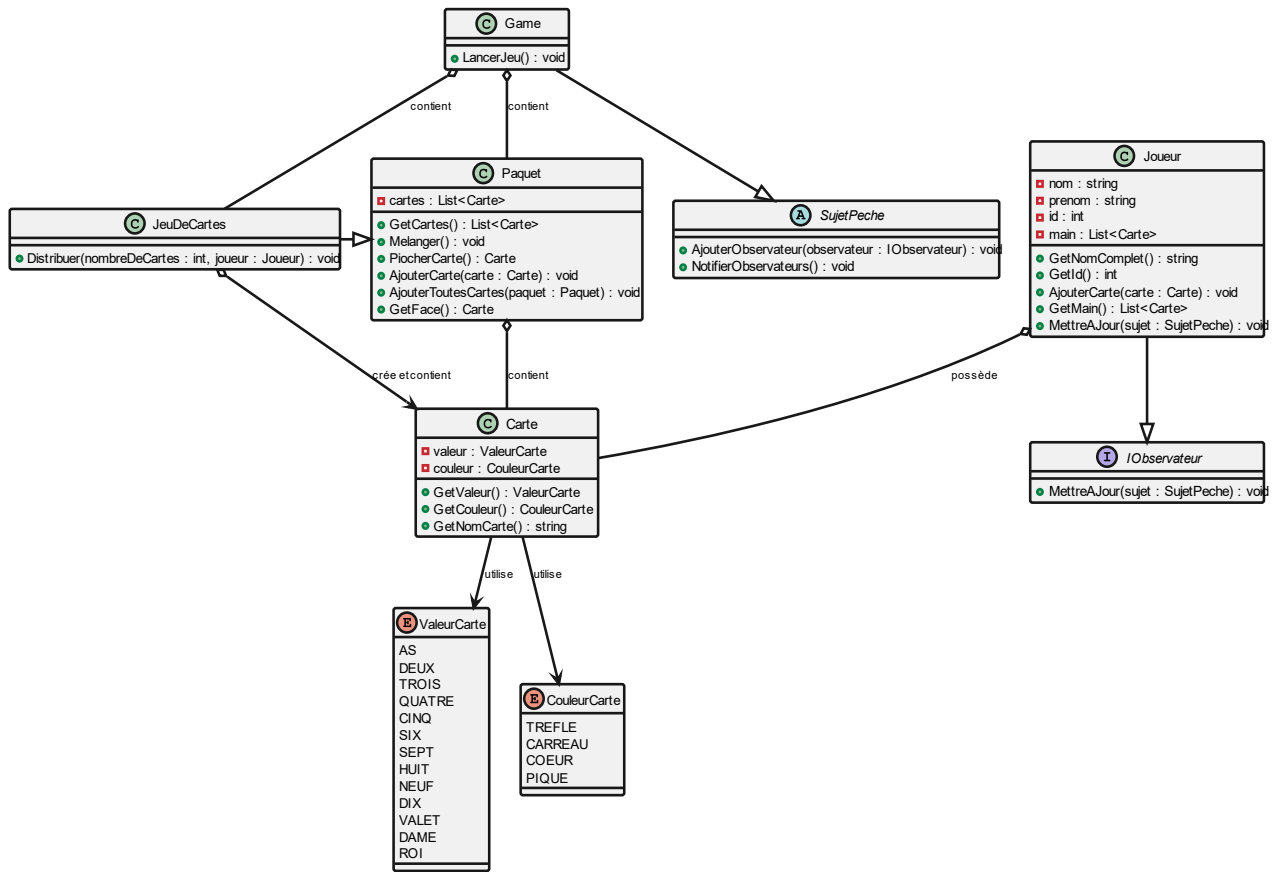 C Game
LancerJeu() : void
contient
contient
C Paquet
cartes : List<Carte>
GetCartes() : List<Carte>
Melanger() : void
PiocherCarte() : Carte
AjouterCarte(carte : Carte) : void
AjouterToutesCartes(paquet : Paquet) : void
GetFace() : Carte
C JeuDeCartes
Distribuer(nombreDeCartes : int, joueur : Joueur) : void
A SujetPeche
AjouterObservateur(observateur : IObservateur) : void
NotifierObservateurs() : void
C Joueur
nom : string
prenom : string
id : int
main : List<Carte>
GetNomComplet() : string
GetId() : int
AjouterCarte(carte : Carte) : void
GetMain() : List<Carte>
MettreAJour(sujet : SujetPeche) : void
crée et contient
contient
possède
C Carte
valeur : ValeurCarte
couleur : CouleurCarte
GetValeur() : ValeurCarte
GetCouleur() : CouleurCarte
GetNomCarte() : string
I IObservateur
MettreAJour(sujet : SujetPeche) : void
utilise
utilise
E ValeurCarte
AS
DEUX
TROIS
QUATRE
CINQ
SIX
SEPT
HUIT
NEUF
DIX
VALET
DAME
ROI
E CouleurCarte
TREFLE
CARREAU
COEUR
PIQUE